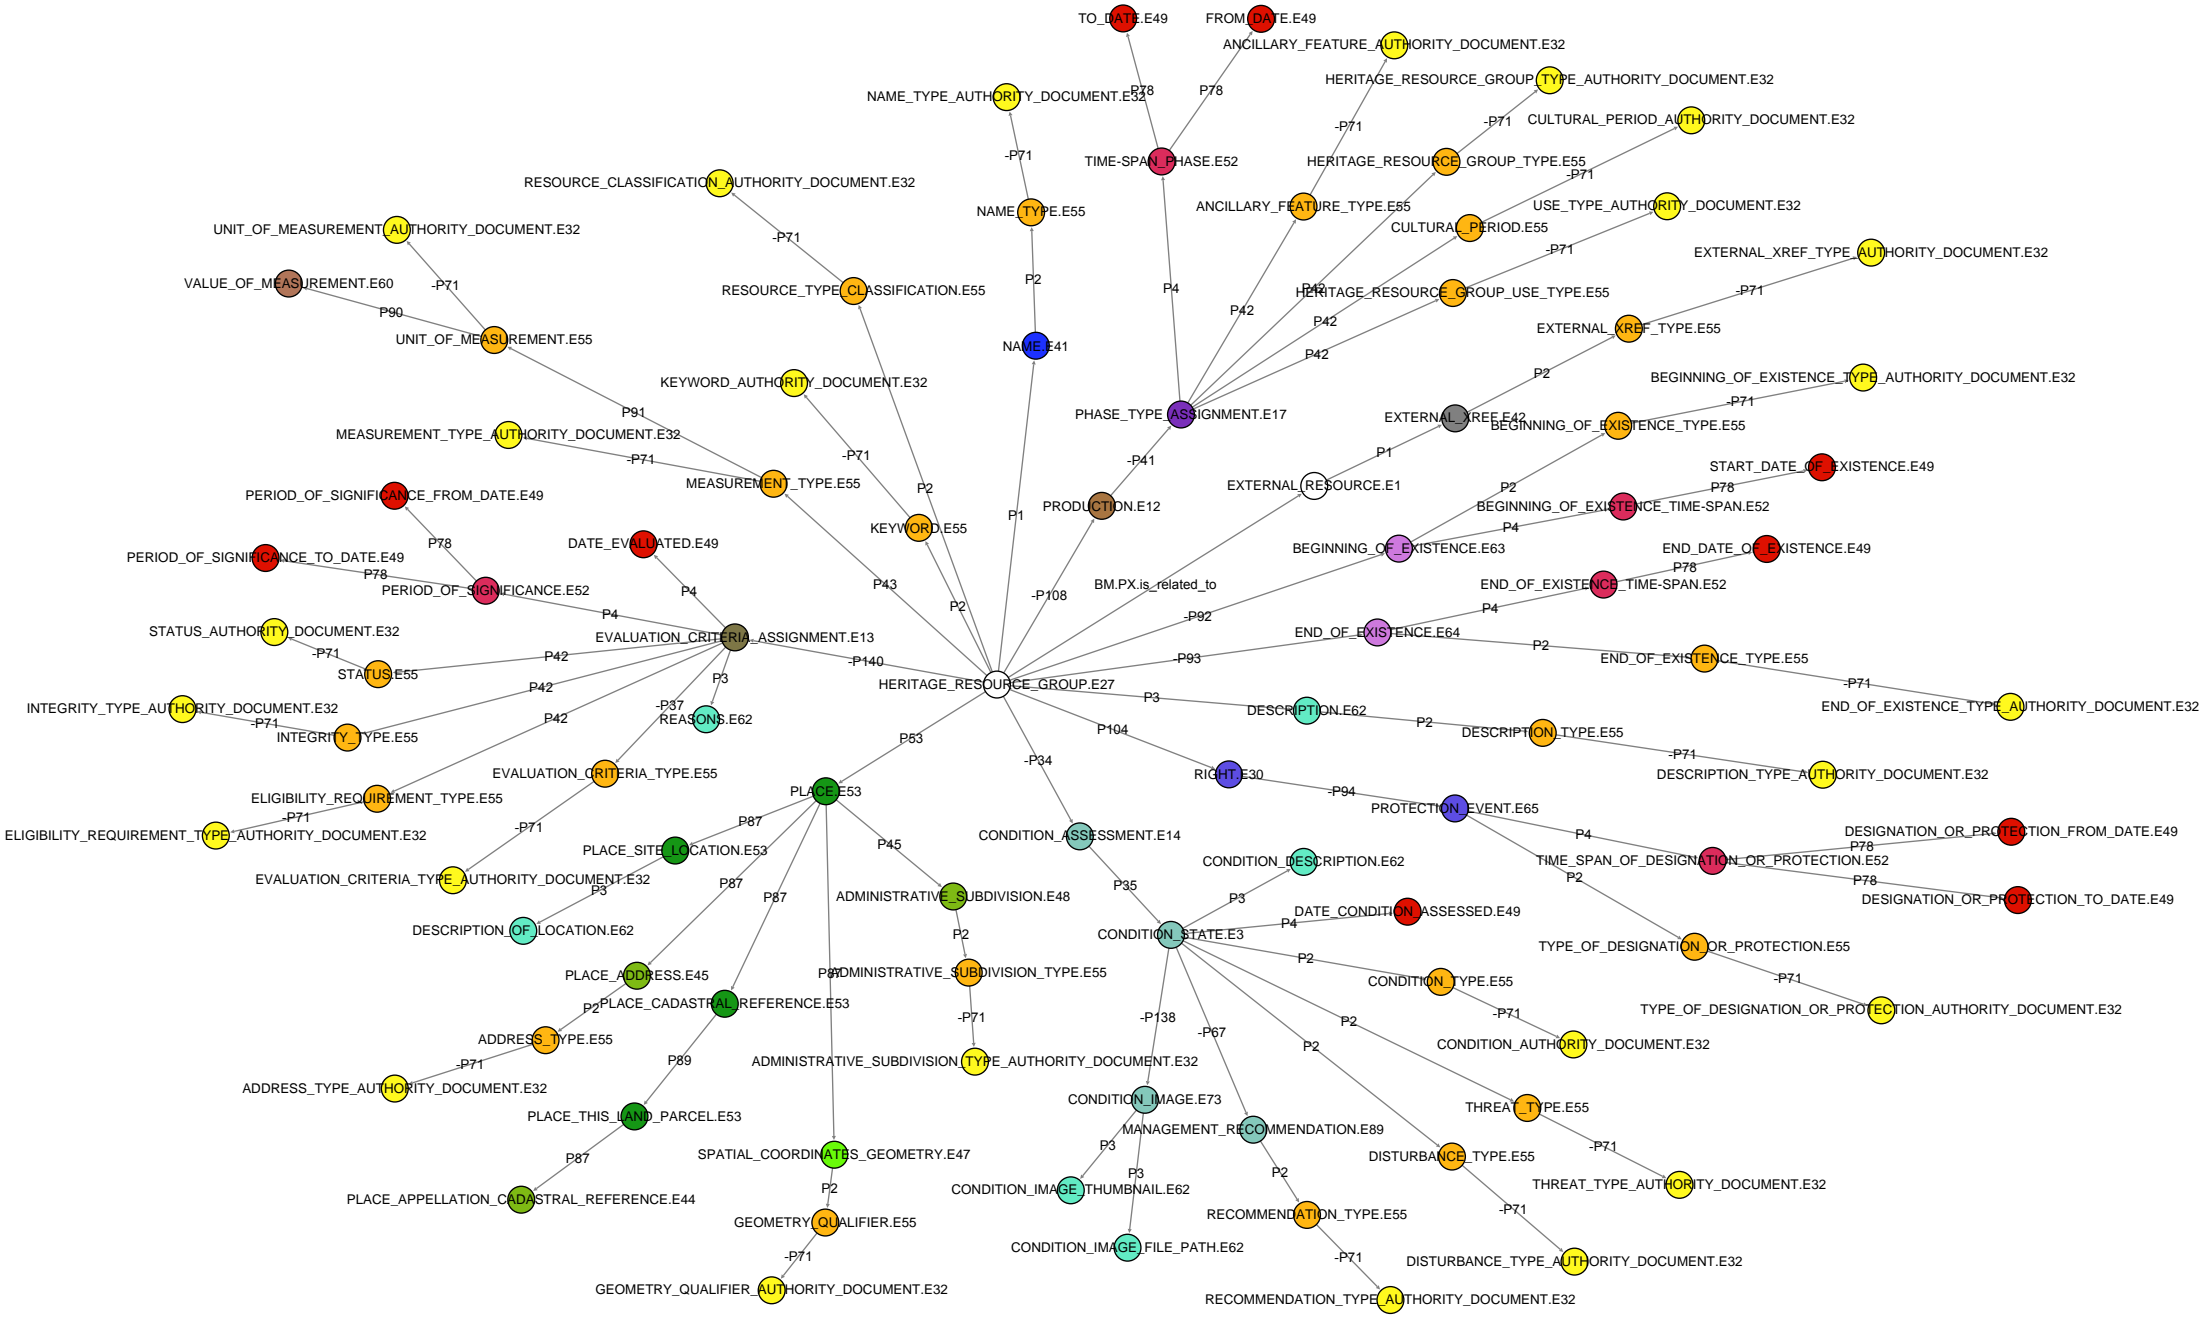 TO_DATE.E49
FROM_DATE.E49
ANCILLARY_FEATURE_AUTHORITY_DOCUMENT.E32
HERITAGE_RESOURCE_GROUP_TYPE_AUTHORITY_DOCUMENT.E32
NAME_TYPE_AUTHORITY_DOCUMENT.E32
P78
P78
CULTURAL_PERIOD_AUTHORITY_DOCUMENT.E32
-P71
-P71
-P71
TIME-SPAN_PHASE.E52
HERITAGE_RESOURCE_GROUP_TYPE.E55
-P71
RESOURCE_CLASSIFICATION_AUTHORITY_DOCUMENT.E32
NAME_TYPE.E55
ANCILLARY_FEATURE_TYPE.E55
USE_TYPE_AUTHORITY_DOCUMENT.E32
UNIT_OF_MEASUREMENT_AUTHORITY_DOCUMENT.E32
-P71
CULTURAL_PERIOD.E55
-P71
EXTERNAL_XREF_TYPE_AUTHORITY_DOCUMENT.E32
VALUE_OF_MEASUREMENT.E60
-P71
RESOURCE_TYPE_CLASSIFICATION.E55
P2
P4
P42
HERITAGE_RESOURCE_GROUP_USE_TYPE.E55
-P71
P90
P42
P42
EXTERNAL_XREF_TYPE.E55
UNIT_OF_MEASUREMENT.E55
NAME.E41
P42
KEYWORD_AUTHORITY_DOCUMENT.E32
P2
BEGINNING_OF_EXISTENCE_TYPE_AUTHORITY_DOCUMENT.E32
P91
PHASE_TYPE_ASSIGNMENT.E17
EXTERNAL_XREF.E42
-P71
BEGINNING_OF_EXISTENCE_TYPE.E55
MEASUREMENT_TYPE_AUTHORITY_DOCUMENT.E32
-P71
-P71
-P41
P1
START_DATE_OF_EXISTENCE.E49
MEASUREMENT_TYPE.E55
P2
EXTERNAL_RESOURCE.E1
P2
P78
PERIOD_OF_SIGNIFICANCE_FROM_DATE.E49
PRODUCTION.E12
BEGINNING_OF_EXISTENCE_TIME-SPAN.E52
P1
KEYWORD.E55
P4
P78
DATE_EVALUATED.E49
BEGINNING_OF_EXISTENCE.E63
END_DATE_OF_EXISTENCE.E49
PERIOD_OF_SIGNIFICANCE_TO_DATE.E49
P78
P78
PERIOD_OF_SIGNIFICANCE.E52
P4
P43
-P108
BM.PX.is_related_to
END_OF_EXISTENCE_TIME-SPAN.E52
P4
P2
-P92
P4
STATUS_AUTHORITY_DOCUMENT.E32
EVALUATION_CRITERIA_ASSIGNMENT.E13
END_OF_EXISTENCE.E64
-P71
P42
-P140
-P93
P2
END_OF_EXISTENCE_TYPE.E55
STATUS.E55
P3
HERITAGE_RESOURCE_GROUP.E27
P42
P3
-P71
INTEGRITY_TYPE_AUTHORITY_DOCUMENT.E32
-P37
DESCRIPTION.E62
END_OF_EXISTENCE_TYPE_AUTHORITY_DOCUMENT.E32
-P71
P42
REASONS.E62
P2
INTEGRITY_TYPE.E55
P53
P104
DESCRIPTION_TYPE.E55
-P34
-P71
EVALUATION_CRITERIA_TYPE.E55
RIGHT.E30
DESCRIPTION_TYPE_AUTHORITY_DOCUMENT.E32
ELIGIBILITY_REQUIREMENT_TYPE.E55
PLACE.E53
-P94
PROTECTION_EVENT.E65
-P71
P87
-P71
ELIGIBILITY_REQUIREMENT_TYPE_AUTHORITY_DOCUMENT.E32
CONDITION_ASSESSMENT.E14
P4
DESIGNATION_OR_PROTECTION_FROM_DATE.E49
PLACE_SITE_LOCATION.E53
P45
P78
CONDITION_DESCRIPTION.E62
TIME_SPAN_OF_DESIGNATION_OR_PROTECTION.E52
EVALUATION_CRITERIA_TYPE_AUTHORITY_DOCUMENT.E32
P3
P87
P35
P2
P78
P87
ADMINISTRATIVE_SUBDIVISION.E48
P3
DESIGNATION_OR_PROTECTION_TO_DATE.E49
DATE_CONDITION_ASSESSED.E49
P4
DESCRIPTION_OF_LOCATION.E62
P2
CONDITION_STATE.E3
TYPE_OF_DESIGNATION_OR_PROTECTION.E55
P2
PLACE_ADDRESS.E45
P87
ADMINISTRATIVE_SUBDIVISION_TYPE.E55
CONDITION_TYPE.E55
-P71
P2
PLACE_CADASTRAL_REFERENCE.E53
TYPE_OF_DESIGNATION_OR_PROTECTION_AUTHORITY_DOCUMENT.E32
-P71
-P138
-P67
P2
-P71
ADDRESS_TYPE.E55
P2
CONDITION_AUTHORITY_DOCUMENT.E32
-P71
P89
ADMINISTRATIVE_SUBDIVISION_TYPE_AUTHORITY_DOCUMENT.E32
ADDRESS_TYPE_AUTHORITY_DOCUMENT.E32
CONDITION_IMAGE.E73
THREAT_TYPE.E55
PLACE_THIS_LAND_PARCEL.E53
MANAGEMENT_RECOMMENDATION.E89
P3
-P71
SPATIAL_COORDINATES_GEOMETRY.E47
DISTURBANCE_TYPE.E55
P87
P3
P2
P2
CONDITION_IMAGE_THUMBNAIL.E62
THREAT_TYPE_AUTHORITY_DOCUMENT.E32
PLACE_APPELLATION_CADASTRAL_REFERENCE.E44
-P71
RECOMMENDATION_TYPE.E55
GEOMETRY_QUALIFIER.E55
CONDITION_IMAGE_FILE_PATH.E62
-P71
-P71
DISTURBANCE_TYPE_AUTHORITY_DOCUMENT.E32
GEOMETRY_QUALIFIER_AUTHORITY_DOCUMENT.E32
RECOMMENDATION_TYPE_AUTHORITY_DOCUMENT.E32